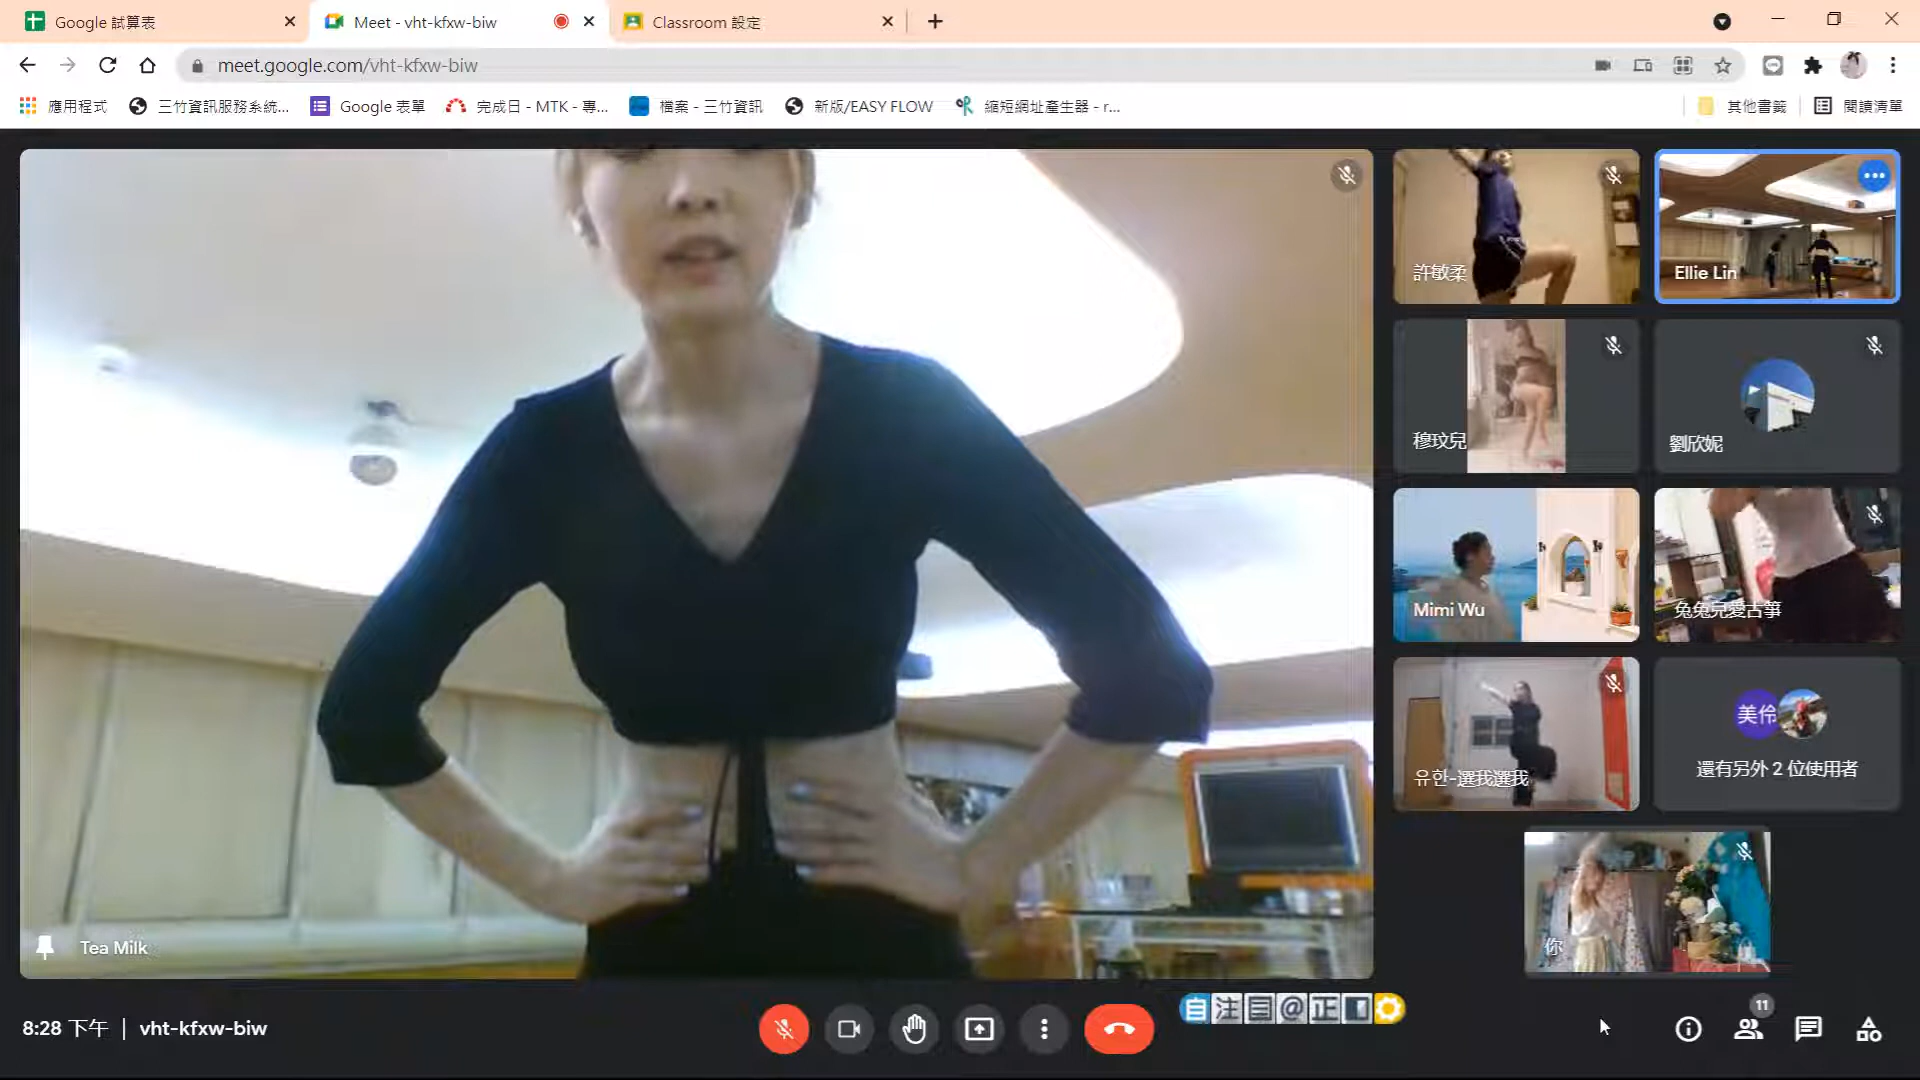 Google 試算表
Meet - vht-kfxw-biw
Classroom 設定
meet.google.com/vht-kfxw-biw
應用程式
三竹資訊服務系統...
Google 表單
完成日 - MTK - 專...
檔案 - 三竹資訊
新版/EASY FLOW
縮短網址產生器 - r...
其他書籤
閱讀清單
許敏柔
Ellie Lin
穆玟兒
劉欣妮
Mimi Wu
兔兔兒愛古箏
유한-選我選我
美伶
還有另外 2 位使用者
Tea Milk
你
8:28 下午 | vht-kfxw-biw
注 @ 正
11